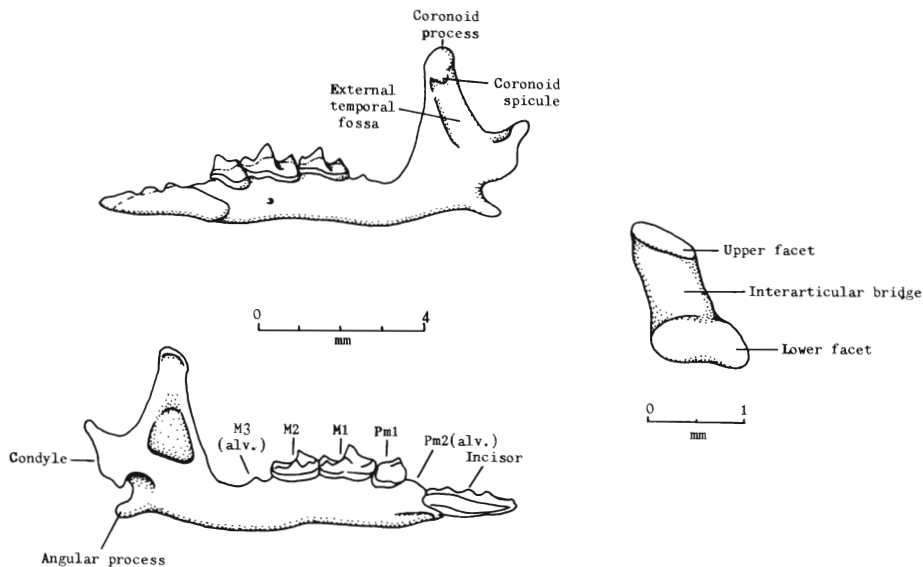 Coronoid
process
Coronoid
spicule
External
temporal
fossa
Upper facet
Interarticular bridge
Lower facet
0 4
mm
0 1
mm
M3
(alv.)
M2
M1
Pm1
Pm2(alv.)
Incisor
Condyle
Angular process